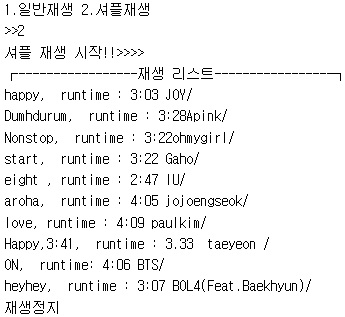 1.일반재생 2.셔플재생
>>2
셔플 재생 시작!!>>>>
┌-----------------재생 리스트-----------------┐
happy,  runtime : 3:03 JOY/
Dumhdurum,  runtime : 3:28Apink/
Nonstop,  runtime : 3:22ohmygirl/
start,  runtime : 3:22 Gaho/
eight , runtime : 2:47 IU/
aroha,  runtime : 4:05 jojoengseok/
love, runtime : 4:09 paulkim/
Happy,3:41,  runtime : 3.33  taeyeon /
ON,  runtime: 4:06 BTS/
heyhey,  runtime : 3:07 BOL4(Feat.Baekhyun)/
재생정지